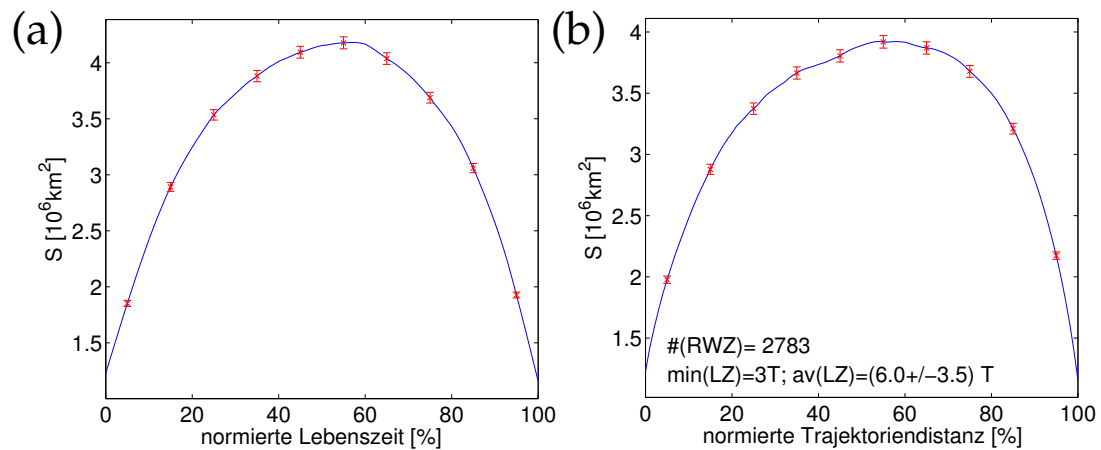 (a)
4
3.5
3
2.5
2
1.5
S [10⁶km²]
0 20 40 60 80 100
normierte Lebenszeit [%]
(b)
4
3.5
3
2.5
2
1.5
S [10⁶km²]
#(RWZ)= 2783
min(LZ)=3T; av(LZ)=(6.0+/−3.5) T
0 20 40 60 80 100
normierte Trajektoriendistanz [%]